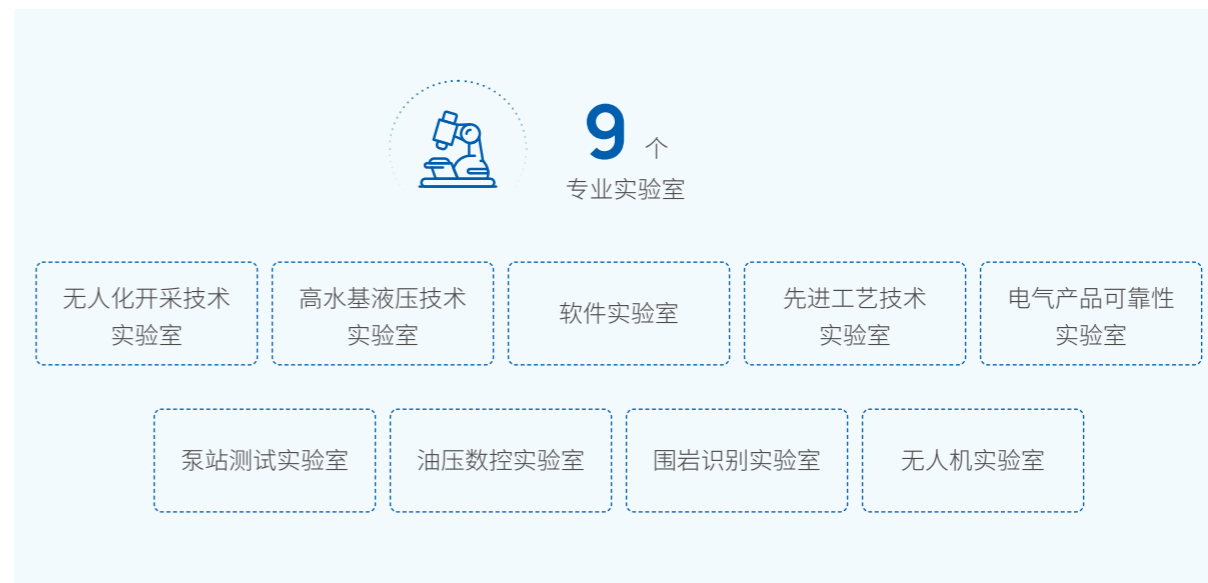 9 个
专业实验室
无人化开采技术
实验室
高水基液压技术
实验室
软件实验室
先进工艺技术
实验室
电气产品可靠性
实验室
泵站测试实验室
油压数控实验室
围岩识别实验室
无人机实验室